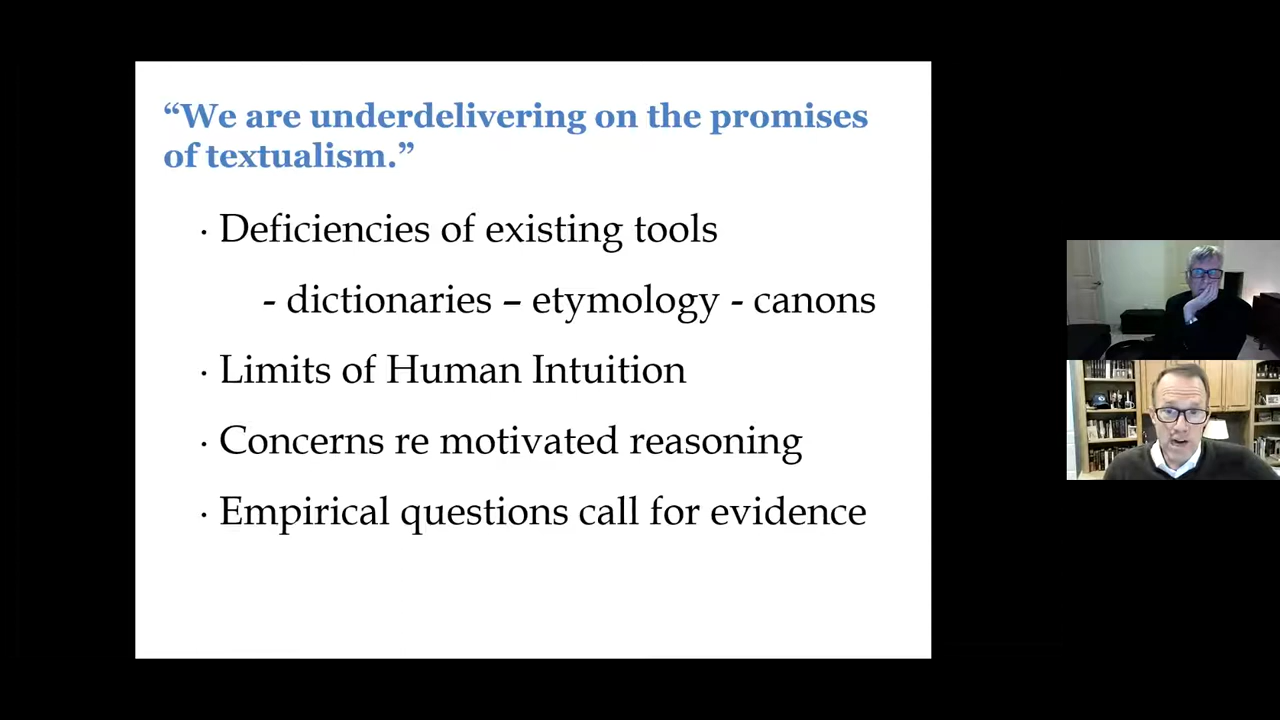 “We are underdelivering on the promises
of textualism.”
· Deficiencies of existing tools
- dictionaries – etymology - canons
· Limits of Human Intuition
· Concerns re motivated reasoning
· Empirical questions call for evidence